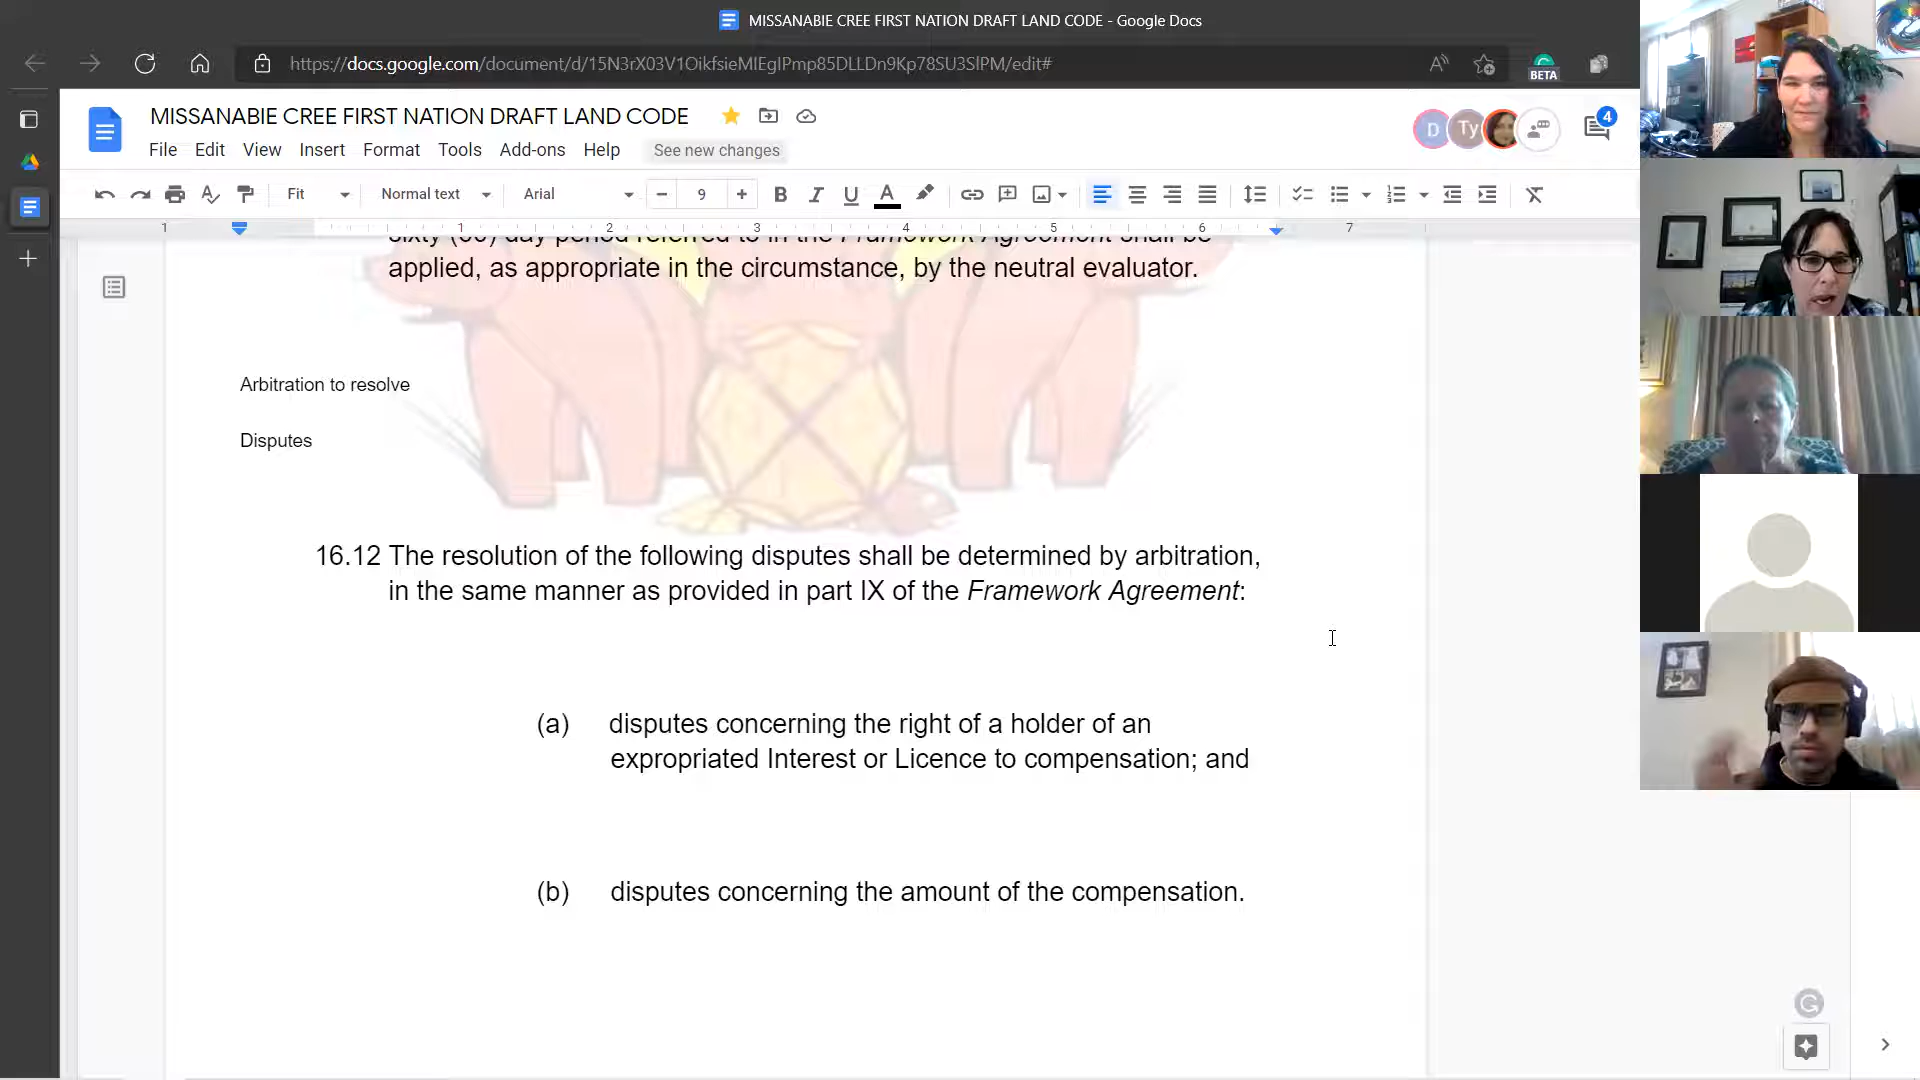 MISSANABIE CREE FIRST NATION DRAFT LAND CODE - Google Docs
https://docs.google.com/document/d/15N3rX03V1OikfsieMlEglPmp85DLLDn9Kp78SU3SlPM/edit#
BETA
MISSANABIE CREE FIRST NATION DRAFT LAND CODE
D Ty 4
File Edit View Insert Format Tools Add-ons Help See new changes
Fit Normal text Arial 9
1 1 2 3 4 5 6 7
sixty (60) day period referred to in the Framework Agreement shall be
applied, as appropriate in the circumstance, by the neutral evaluator.
Arbitration to resolve
Disputes
16.12 The resolution of the following disputes shall be determined by arbitration,
in the same manner as provided in part IX of the Framework Agreement:
(a) disputes concerning the right of a holder of an
expropriated Interest or Licence to compensation; and
(b) disputes concerning the amount of the compensation.